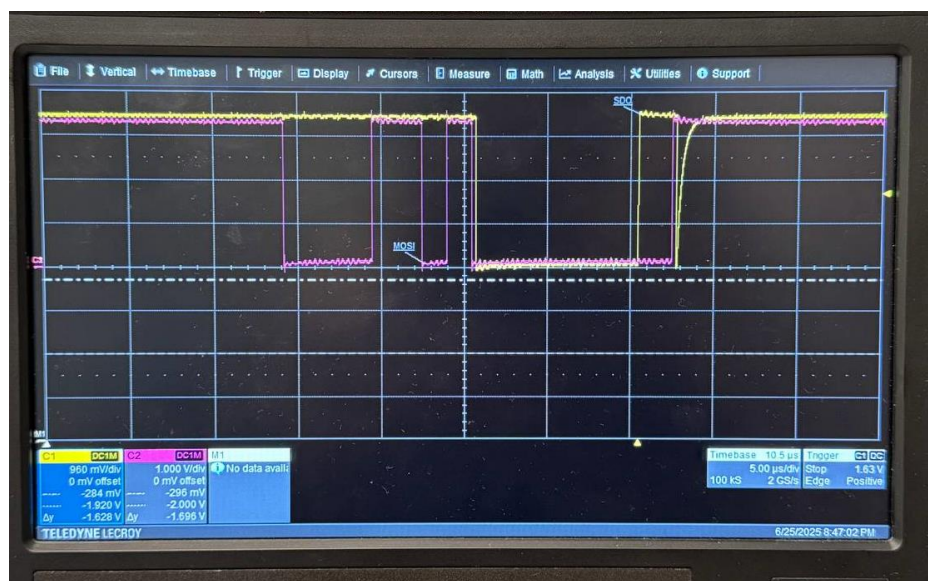 File Vertical Timebase Trigger Display Cursors Measure Math Analysis Utilities Support
SDO
MOSI
C2
M1
C1 DC1M C2 DC1M M1
960 mV/div 1.000 V/div No data availa
0 mV offset 0 mV offset
-284 mV -296 mV
-1.920 V -2.000 V
Δy -1.628 V Δy -1.696 V
Timebase 10.5 µs Trigger C1 DC
5.00 µs/div Stop 1.63 V
100 kS 2 GS/s Edge Positive
TELEDYNE LECROY 6/25/2025 8:47:02 PM